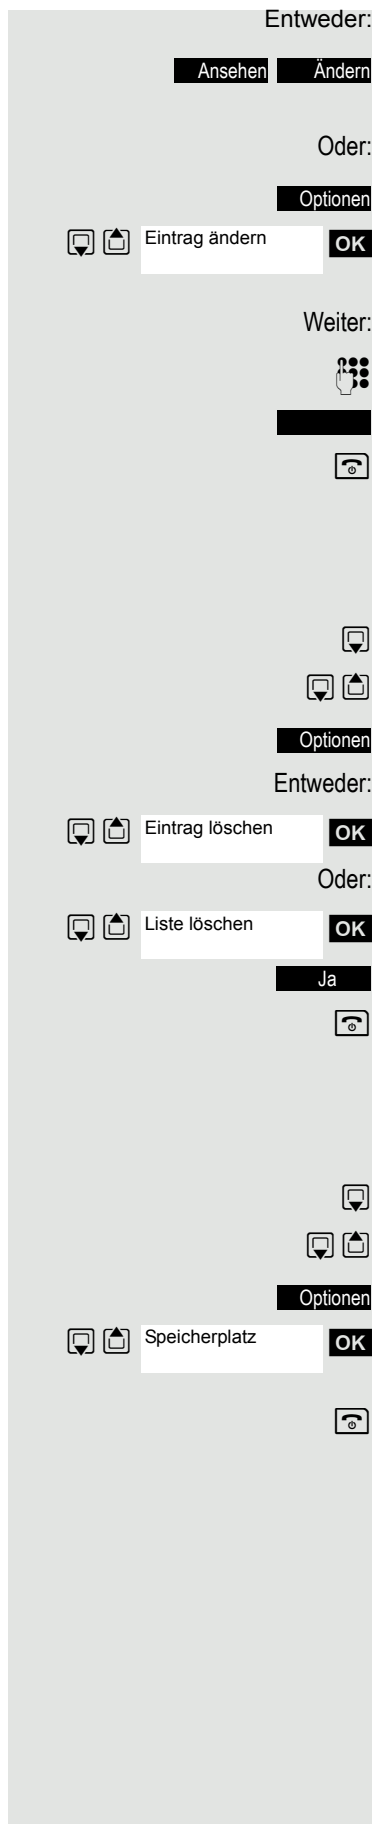 Entweder:
Ansehen Ändern
Oder:
Optionen
Eintrag ändern OK
Weiter:
Optionen
Entweder:
Eintrag löschen OK
Oder:
Liste löschen OK
Ja
Optionen
Speicherplatz OK